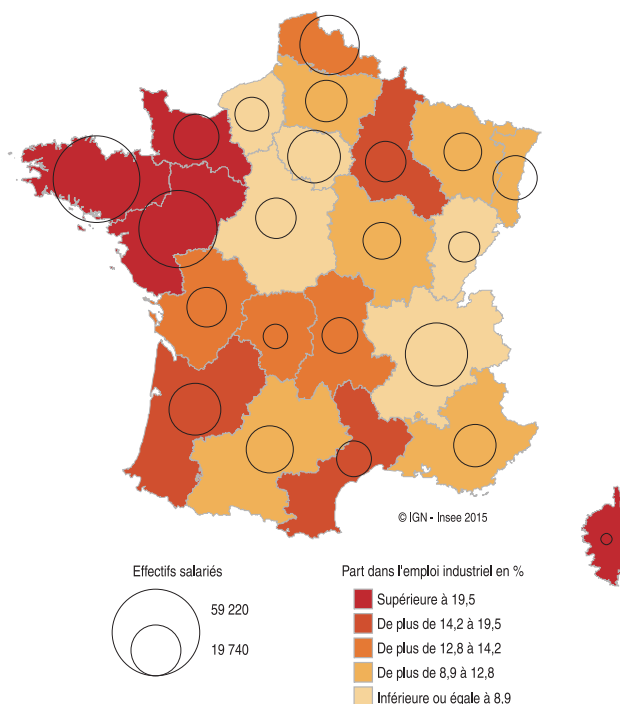 © IGN - Insee 2015
Effectifs salariés
59 220
19 740
Part dans l'emploi industriel en %
Supérieure à 19,5
De plus de 14,2 à 19,5
De plus de 12,8 à 14,2
De plus de 8,9 à 12,8
Inférieure ou égale à 8,9